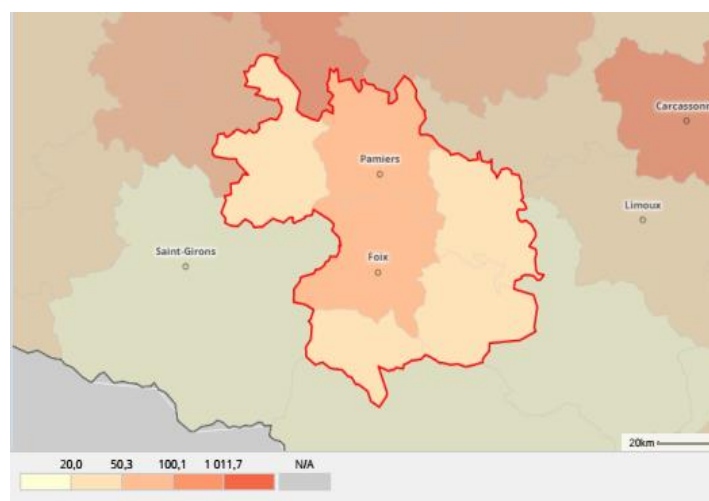 Carcassonn
Pamiers
Limoux
Saint-Girons
Foix
20km
20,0 50,3 100,1 1 011,7 N/A